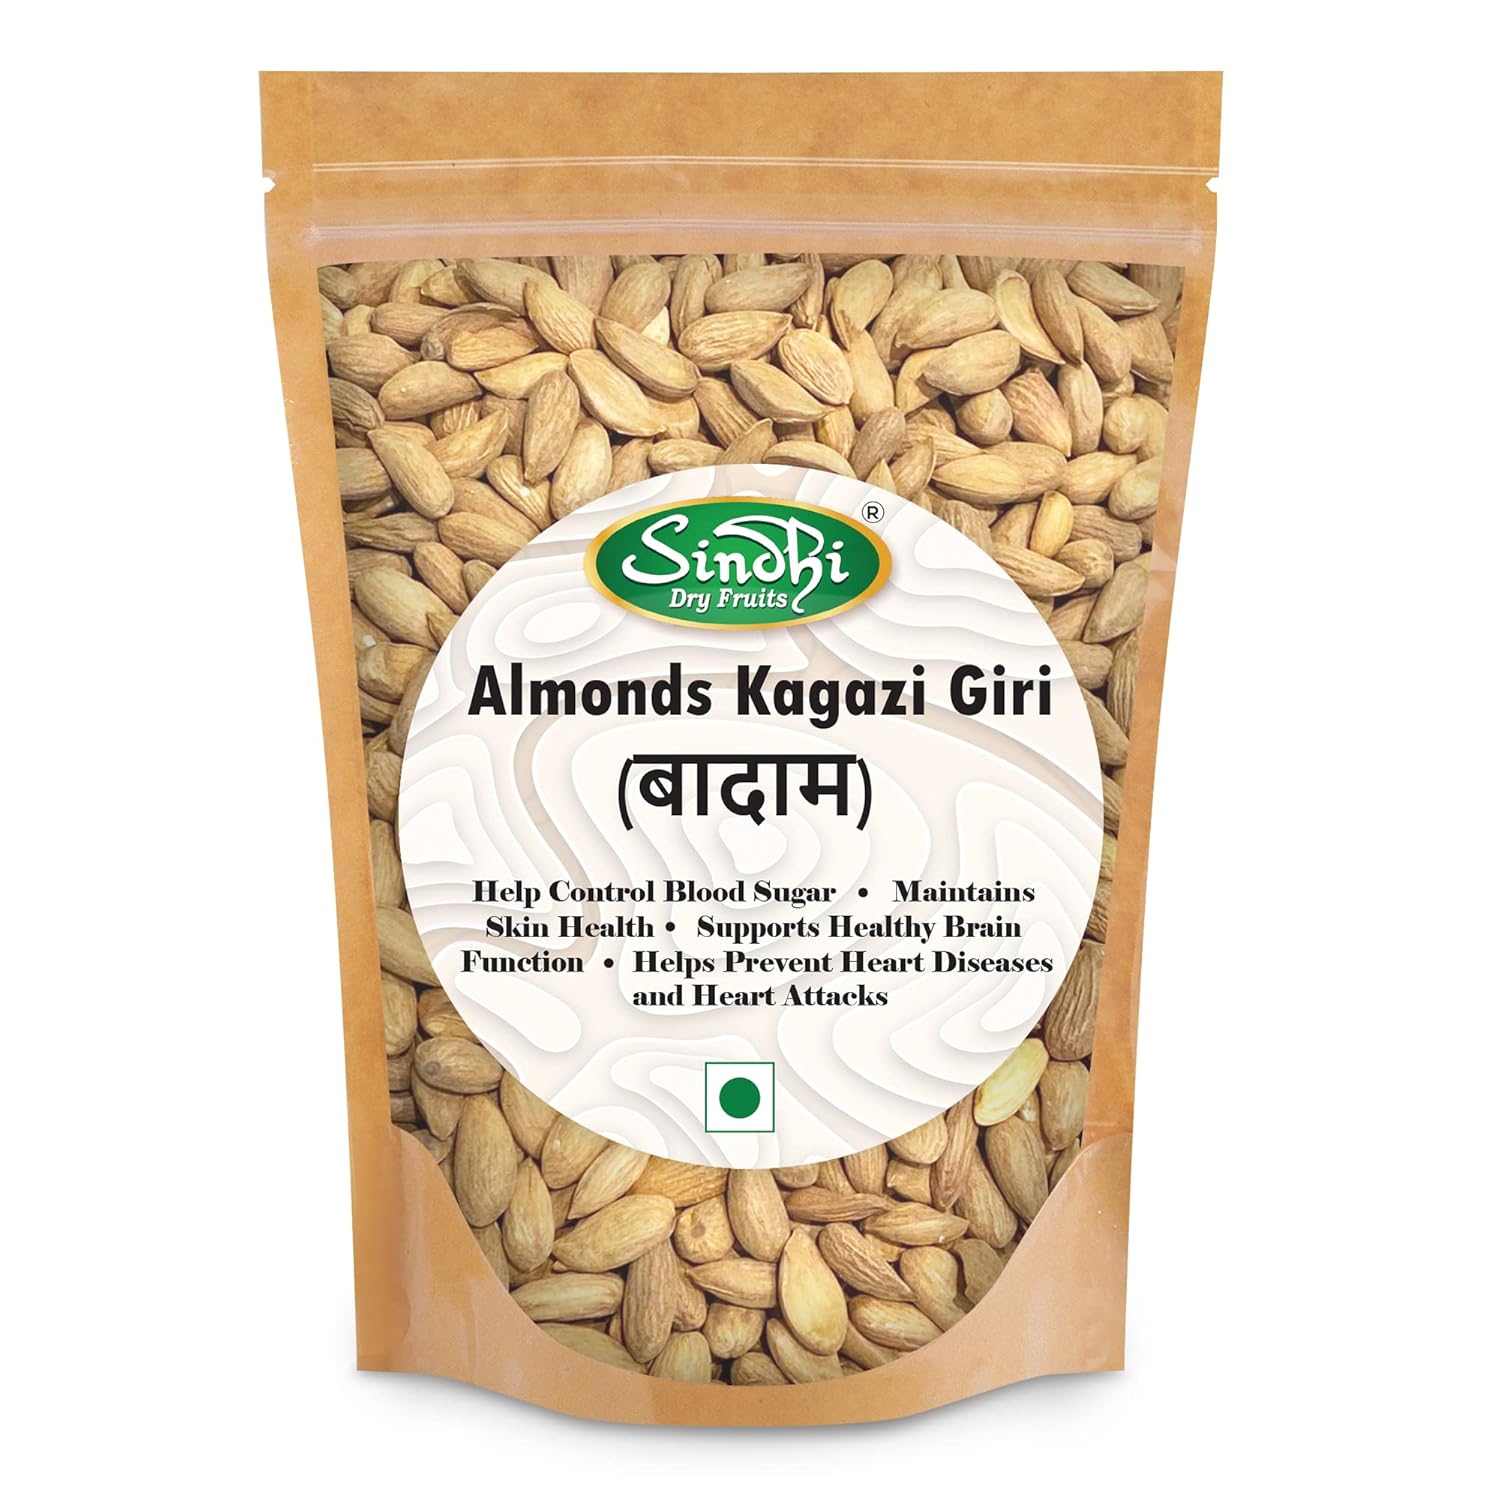 Sindhi ®
Dry Fruits
Almonds Kagazi Giri
(बादाम)
Help Control Blood Sugar • Maintains
Skin Health • Supports Healthy Brain
Function • Helps Prevent Heart Diseases
and Heart Attacks